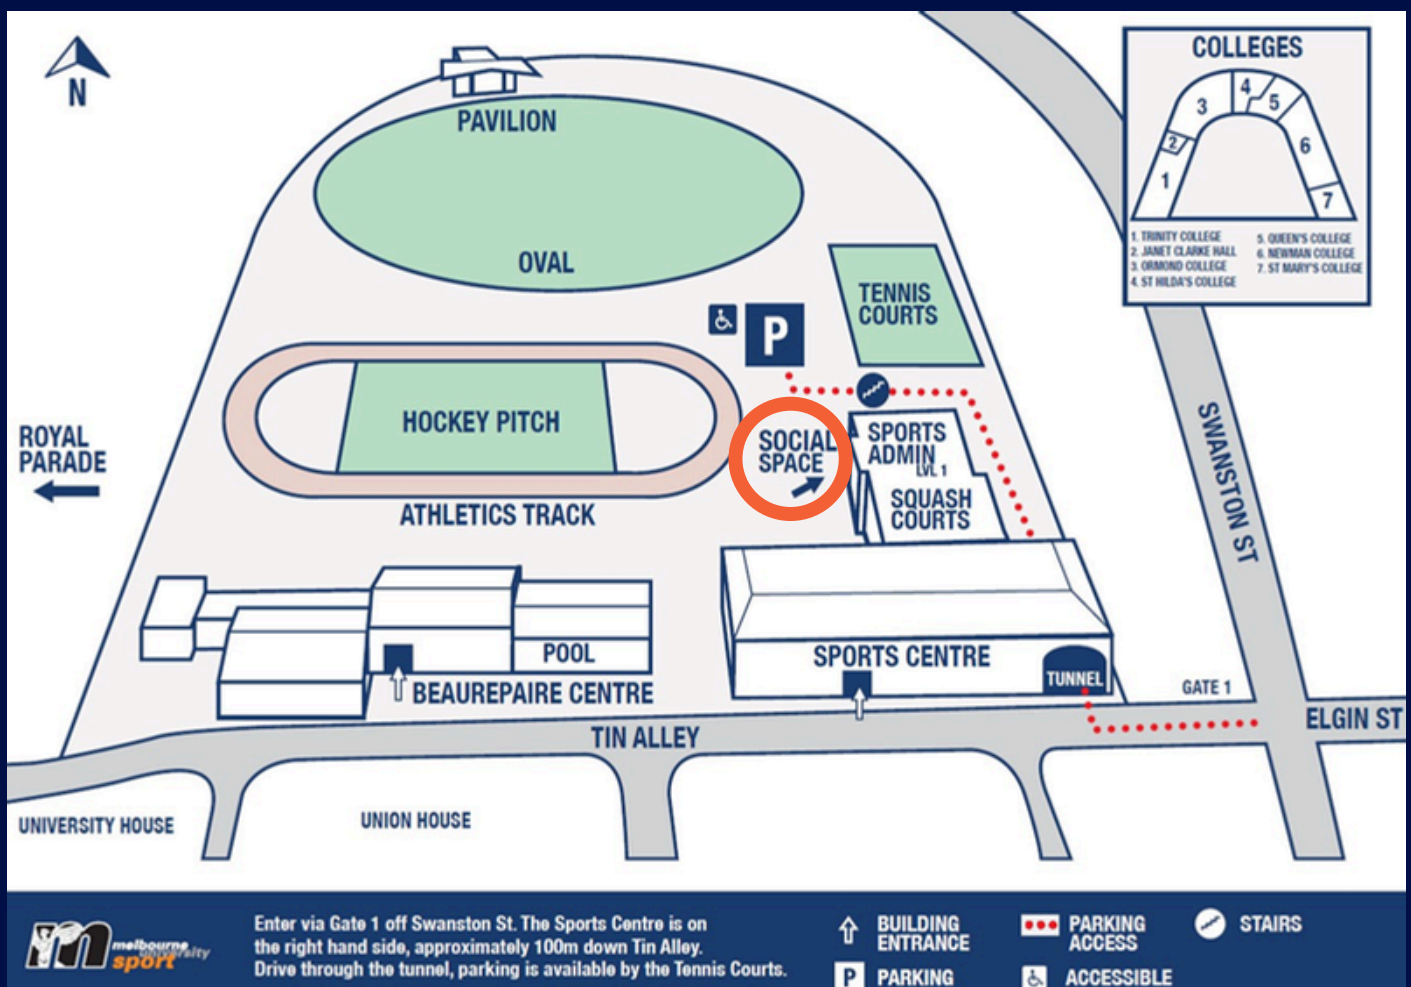 N
PAVILION
OVAL
TENNIS
COURTS
P
HOCKEY PITCH
ATHLETICS TRACK
ROYAL
PARADE
SOCIAL
SPACE
SPORTS
ADMIN
LVL 1
SQUASH
COURTS
SWANSTON ST
COLLEGES
1
2
3
4
5
6
7
1. TRINITY COLLEGE
2. JANET CLARKE HALL
3. ORMOND COLLEGE
4. ST HILDA'S COLLEGE
5. QUEEN'S COLLEGE
6. NEWMAN COLLEGE
7. ST MARY'S COLLEGE
POOL
BEAUREPAIRE CENTRE
SPORTS CENTRE
TUNNEL
GATE 1
ELGIN ST
TIN ALLEY
UNIVERSITY HOUSE
UNION HOUSE
m
melbourne
university
sport
Enter via Gate 1 off Swanston St. The Sports Centre is on
the right hand side, approximately 100m down Tin Alley.
Drive through the tunnel, parking is available by the Tennis Courts.
BUILDING
ENTRANCE
P PARKING
PARKING
ACCESS
ACCESSIBLE
STAIRS